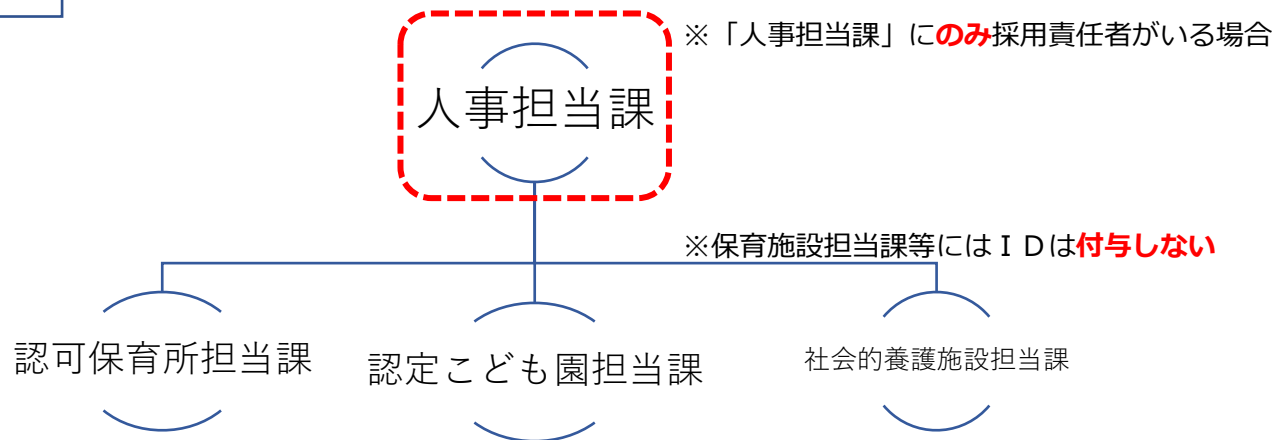 ※「人事担当課」にのみ採用責任者がいる場合
人事担当課
※保育施設担当課等にはＩＤは付与しない
認可保育所担当課
認定こども園担当課
社会的養護施設担当課